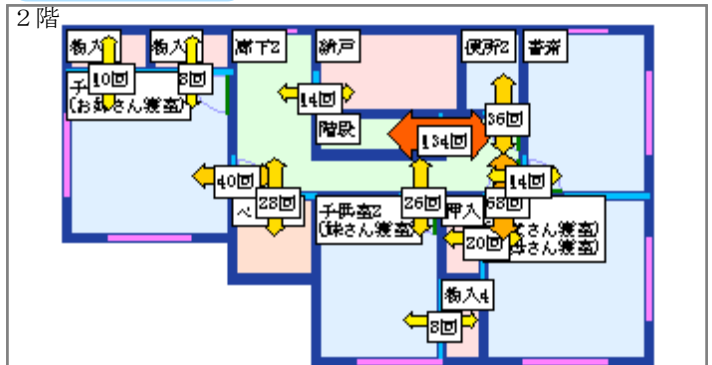 ２階
物入
物入
廊下2
納戸
便所2
書斎
10回
8回
子
(お姉さん寝室)
14回
階段
134回
36回
40回
28回
ベ
子供室2
(妹さん寝室)
26回
押入
68回
14回
さん寝室)
さん寝室)
20回
物入4
8回